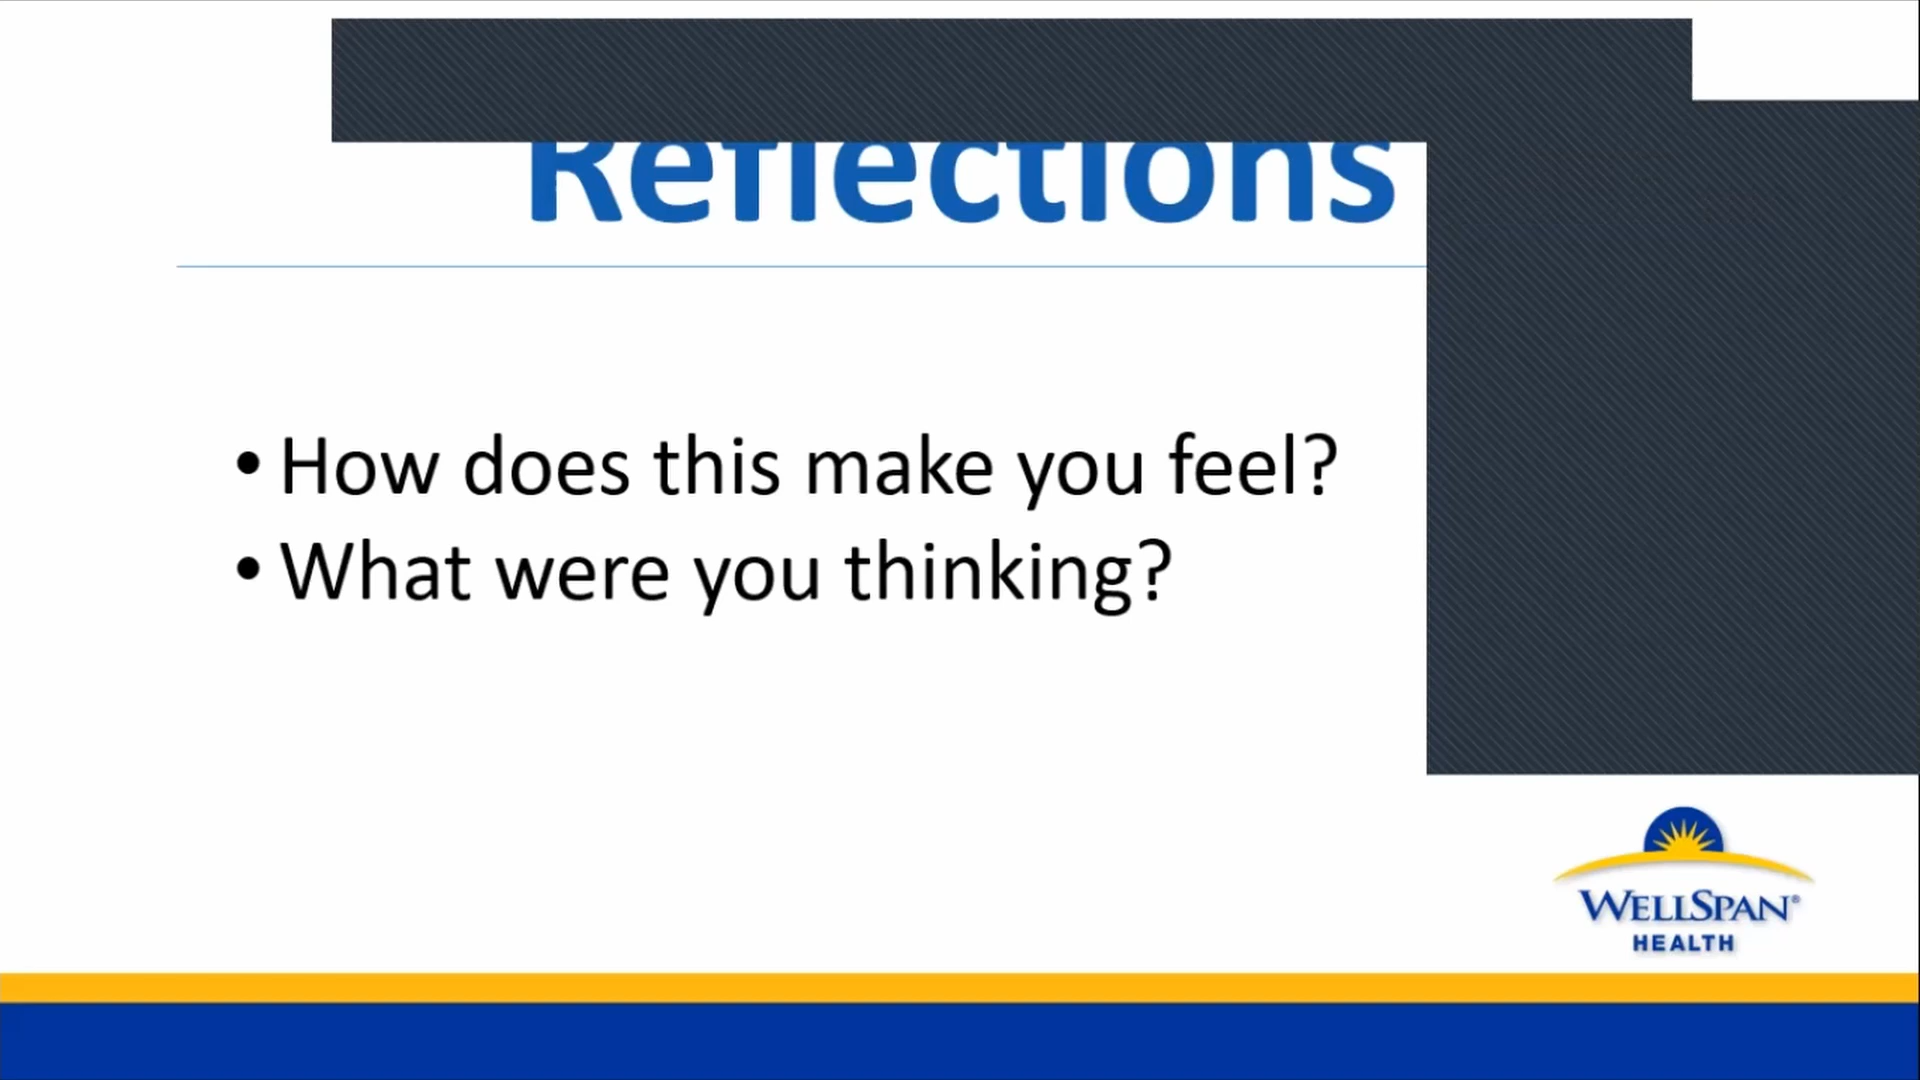 Reflections
• How does this make you feel?
• What were you thinking?
WELLSPAN®
HEALTH